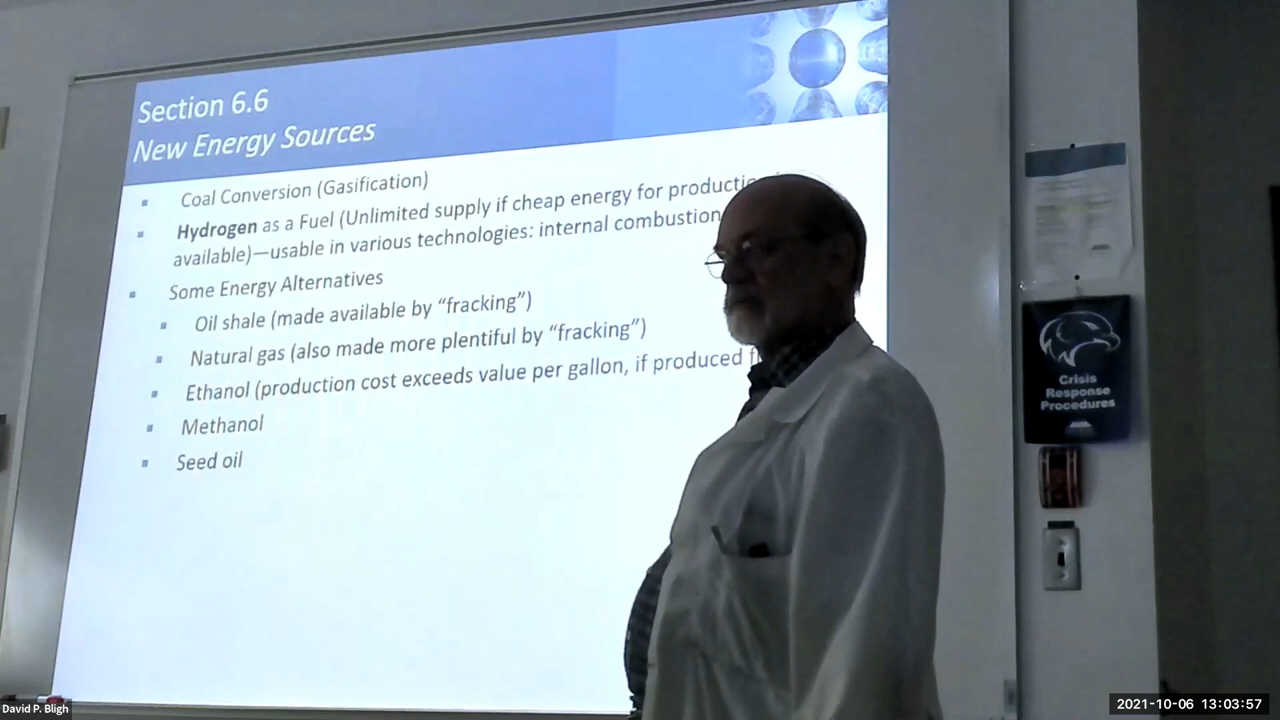 Section 6.6
New Energy Sources
Coal Conversion (Gasification)
Hydrogen as a Fuel (Unlimited supply if cheap energy for
available)—usable in various technologies: internal combustion
Some Energy Alternatives
Oil shale (made available by “fracking”)
Natural gas (also made more plentiful by “fracking”)
Ethanol (production cost exceeds value per gallon, if produced
Methanol
Seed oil
Crisis
Response
Procedures
David P. Bligh
2021-10-06 13:03:57